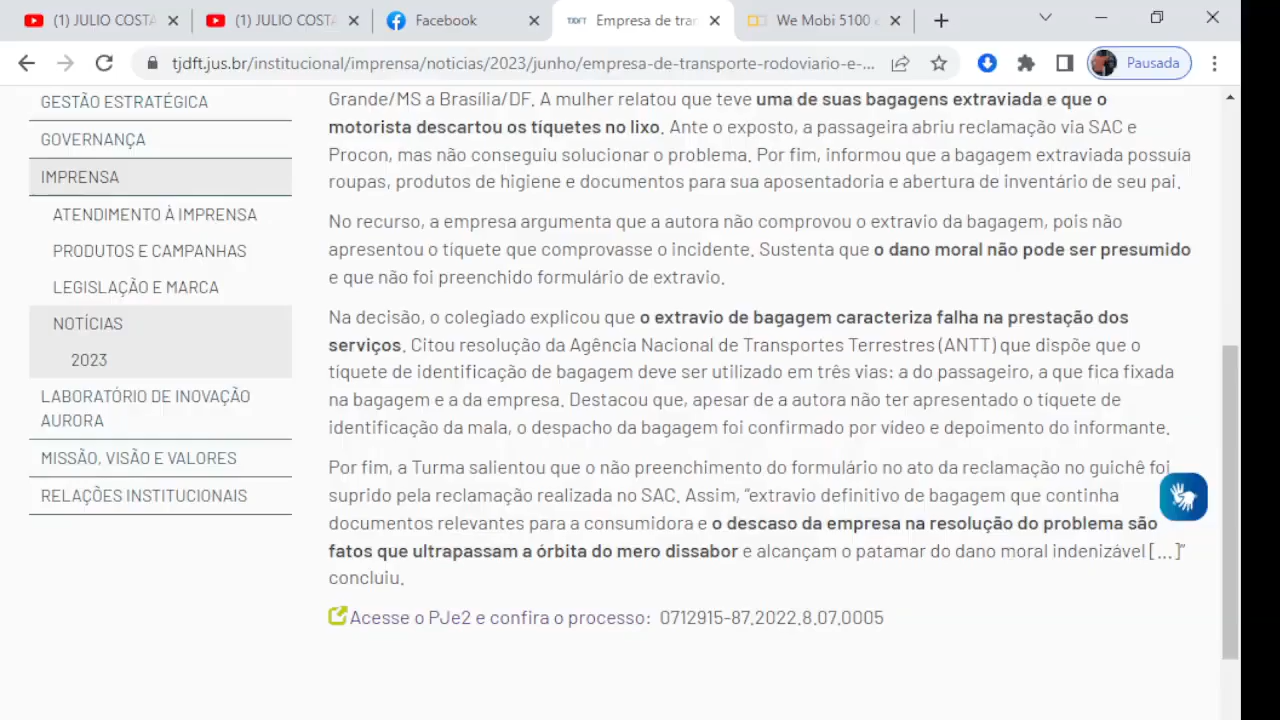 (1) JULIO COSTA
(1) JULIO COSTA
Facebook
TJDFT
Empresa de tran
We Mobi 5100
tjdft.jus.br/institucional/imprensa/noticias/2023/junho/empresa-de-transporte-rodoviario-e-...
Pausada
GESTÃO ESTRATÉGICA
GOVERNANÇA
IMPRENSA
ATENDIMENTO À IMPRENSA
PRODUTOS E CAMPANHAS
LEGISLAÇÃO E MARCA
NOTÍCIAS
2023
LABORATÓRIO DE INOVAÇÃO
AURORA
MISSÃO, VISÃO E VALORES
RELAÇÕES INSTITUCIONAIS
Grande/MS a Brasília/DF. A mulher relatou que teve uma de suas bagagens extraviada e que o
motorista descartou os tíquetes no lixo. Ante o exposto, a passageira abriu reclamação via SAC e
Procon, mas não conseguiu solucionar o problema. Por fim, informou que a bagagem extraviada possuía
roupas, produtos de higiene e documentos para sua aposentadoria e abertura de inventário de seu pai.
No recurso, a empresa argumenta que a autora não comprovou o extravio da bagagem, pois não
apresentou o tíquete que comprovasse o incidente. Sustenta que o dano moral não pode ser presumido
e que não foi preenchido formulário de extravio.
Na decisão, o colegiado explicou que o extravio de bagagem caracteriza falha na prestação dos
serviços. Citou resolução da Agência Nacional de Transportes Terrestres (ANTT) que dispõe que o
tíquete de identificação de bagagem deve ser utilizado em três vias: a do passageiro, a que fica fixada
na bagagem e a da empresa. Destacou que, apesar de a autora não ter apresentado o tíquete de
identificação da mala, o despacho da bagagem foi confirmado por vídeo e depoimento do informante.
Por fim, a Turma salientou que o não preenchimento do formulário no ato da reclamação no guichê foi
suprido pela reclamação realizada no SAC. Assim, “extravio definitivo de bagagem que continha
documentos relevantes para a consumidora e o descaso da empresa na resolução do problema são
fatos que ultrapassam a órbita do mero dissabor e alcançam o patamar do dano moral indenizável [...]”
concluiu.
Acesse o PJe2 e confira o processo: 0712915-87.2022.8.07.0005